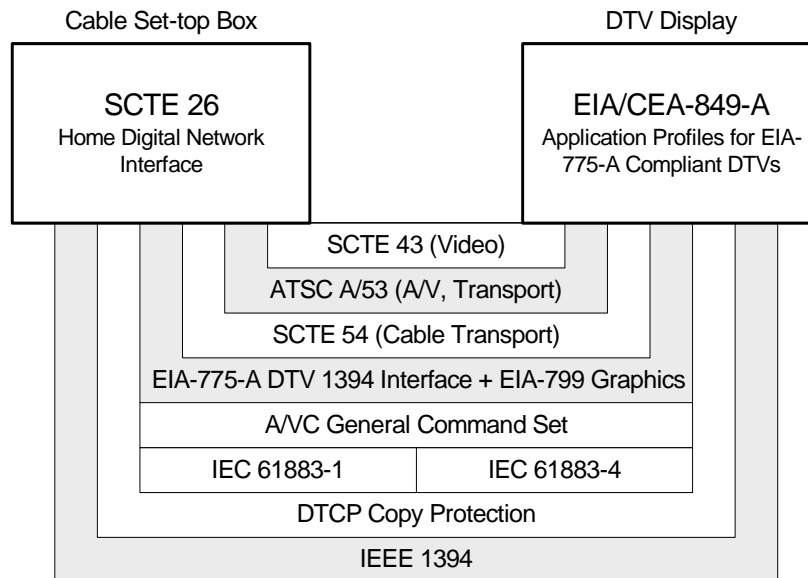 Cable Set-top Box
DTV Display
SCTE 26
Home Digital Network
Interface
EIA/CEA-849-A
Application Profiles for EIA-
775-A Compliant DTVs
SCTE 43 (Video)
ATSC A/53 (A/V, Transport)
SCTE 54 (Cable Transport)
EIA-775-A DTV 1394 Interface + EIA-799 Graphics
A/VC General Command Set
IEC 61883-1
IEC 61883-4
DTCP Copy Protection
IEEE 1394